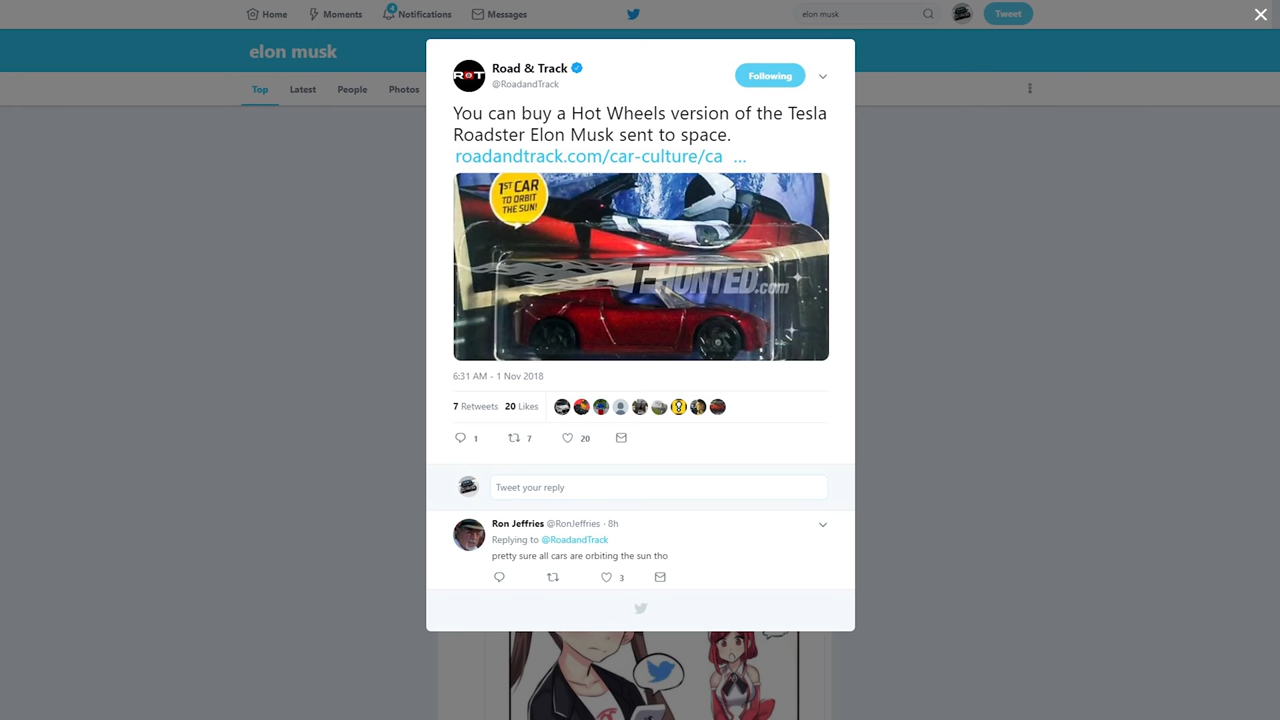 Home
Moments
4
Notifications
Messages
elon musk
Tweet
elon musk
Top
Latest
People
Photos
ROT
Road & Track
@RoadandTrack
Following
You can buy a Hot Wheels version of the Tesla
Roadster Elon Musk sent to space.
roadandtrack.com/car-culture/ca ...
1ST CAR
TO ORBIT
THE SUN!
T-HUNTED.com
6:31 AM - 1 Nov 2018
7 Retweets 20 Likes
1 7 20
Tweet your reply
Ron Jeffries @RonJeffries · 8h
Replying to @RoadandTrack
pretty sure all cars are orbiting the sun tho
3